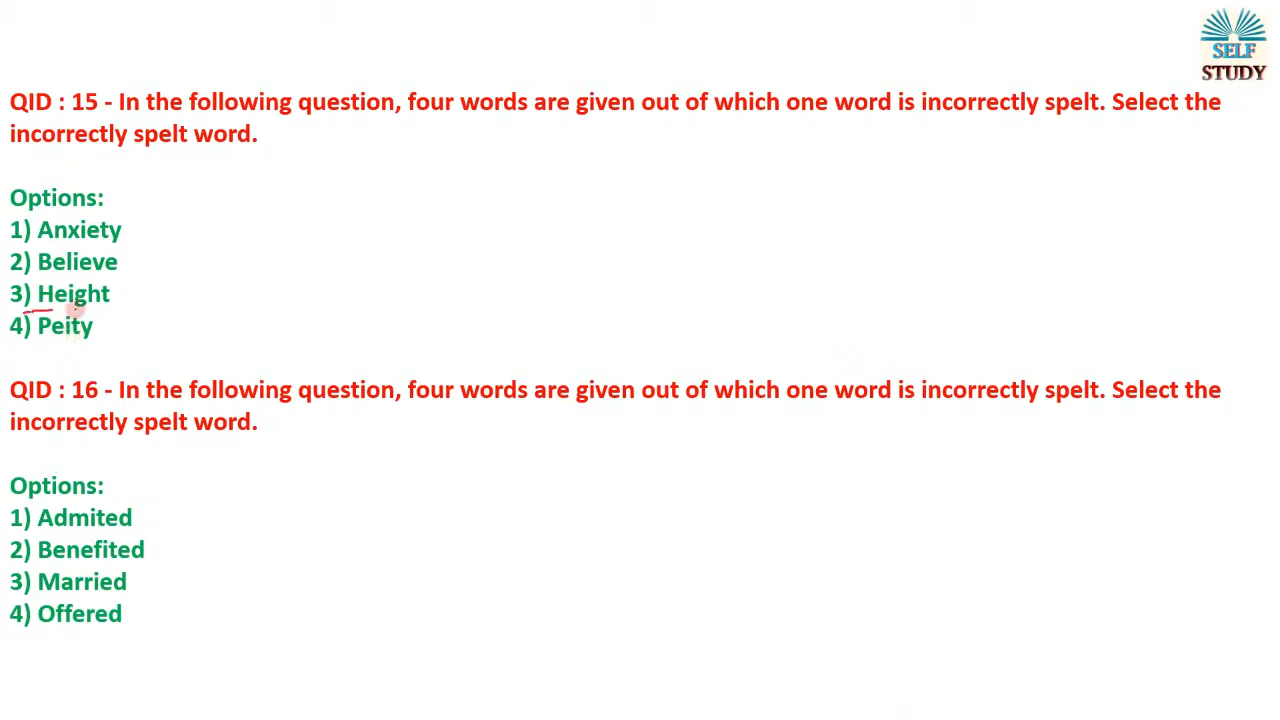 SELF
STUDY
QID : 15 - In the following question, four words are given out of which one word is incorrectly spelt. Select the
incorrectly spelt word.
Options:
1) Anxiety
2) Believe
3) Height
4) Peity
QID : 16 - In the following question, four words are given out of which one word is incorrectly spelt. Select the
incorrectly spelt word.
Options:
1) Admited
2) Benefited
3) Married
4) Offered